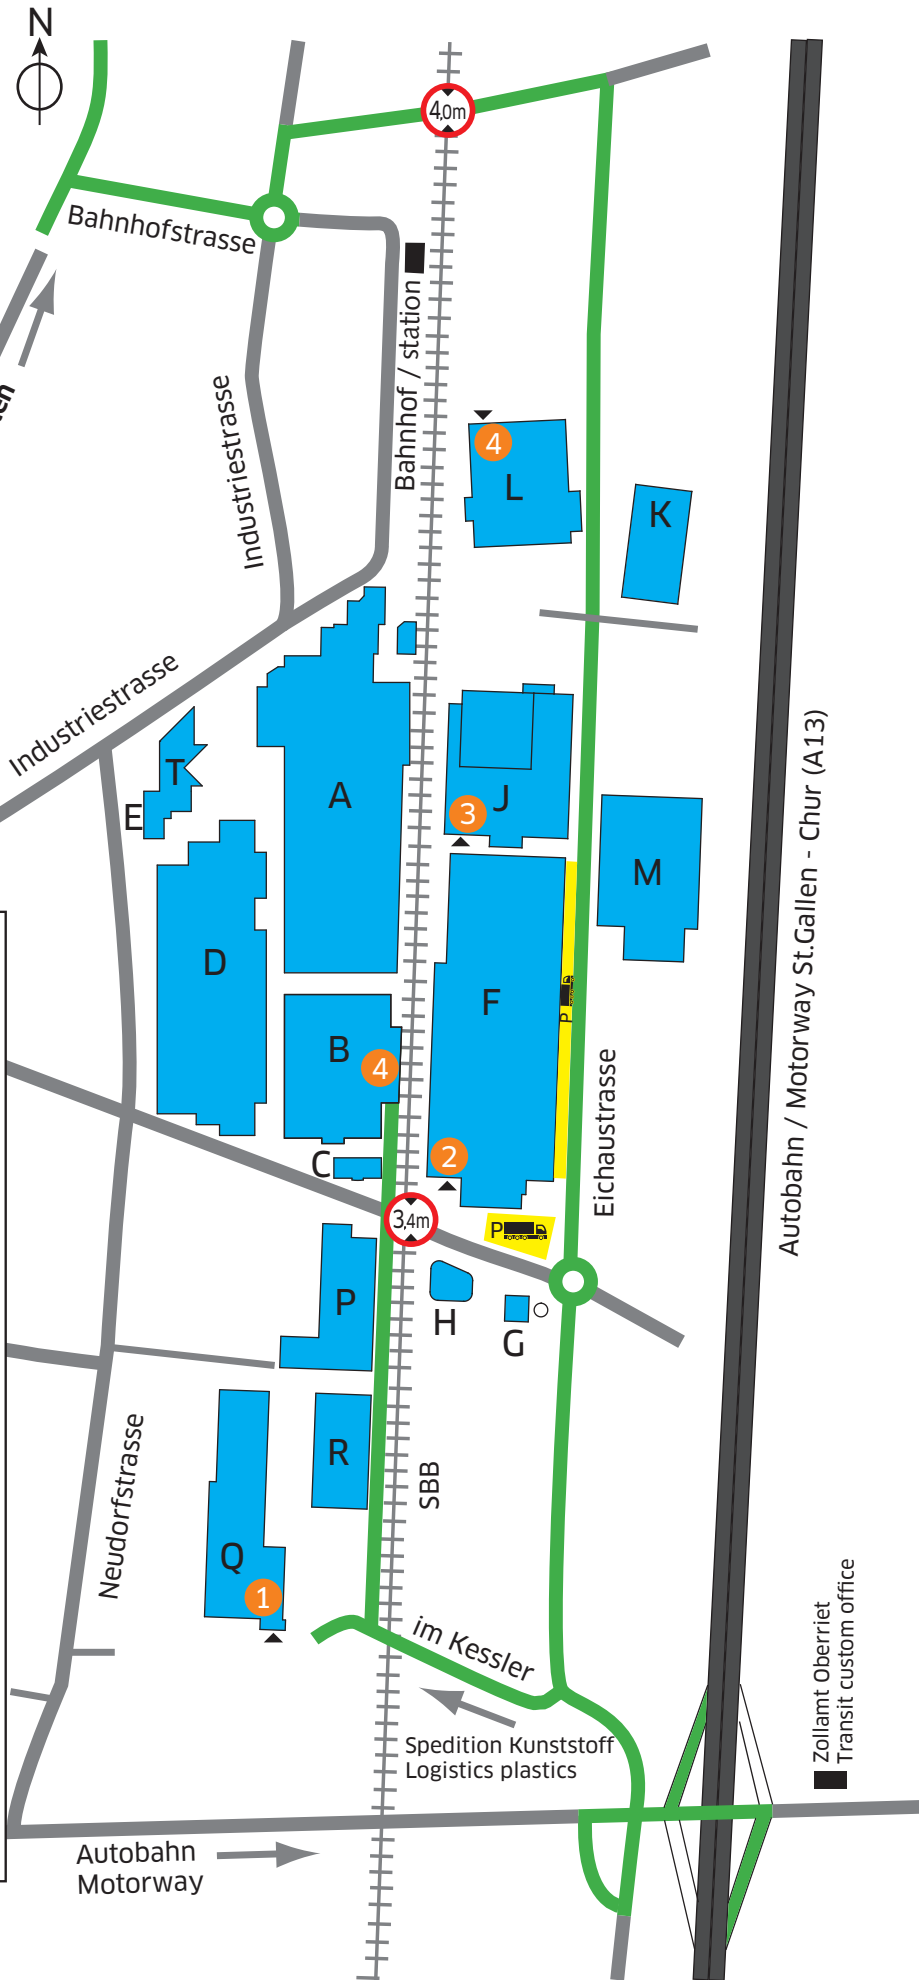 N
4,0m
Bahnhofstrasse
Bahnhof / station
Industriestrasse
4
L
K
Industriestrasse
T
E
A
J
3
M
D
F
B
4
P
Autobahn / Motorway St.Gallen - Chur (A13)
Eichaustrasse
C
2
3,4m
P
P
H
G
R
SBB
Neudorfstrasse
Q
1
im Kessler
Spedition Kunststoff
Logistics plastics
Zollamt Oberriet
Transit custom office
Autobahn
Motorway